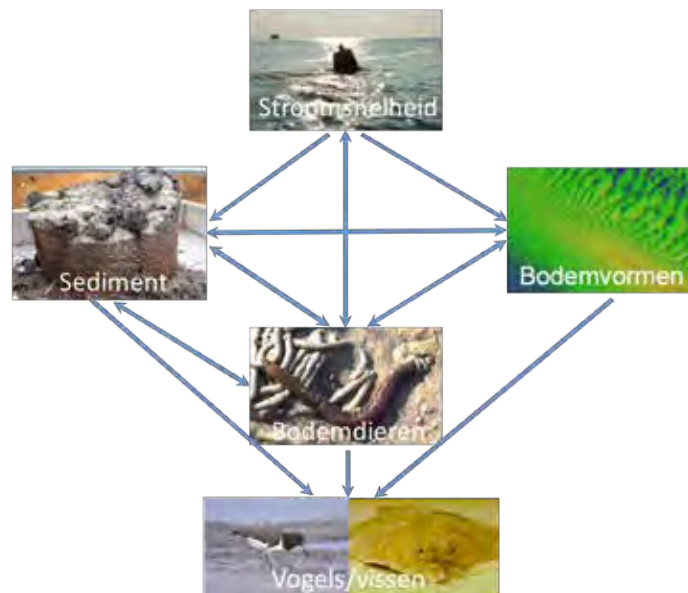 Stroomsnelheid
Sediment
Bodemvormen
Bodemdieren
Vogels/vissen